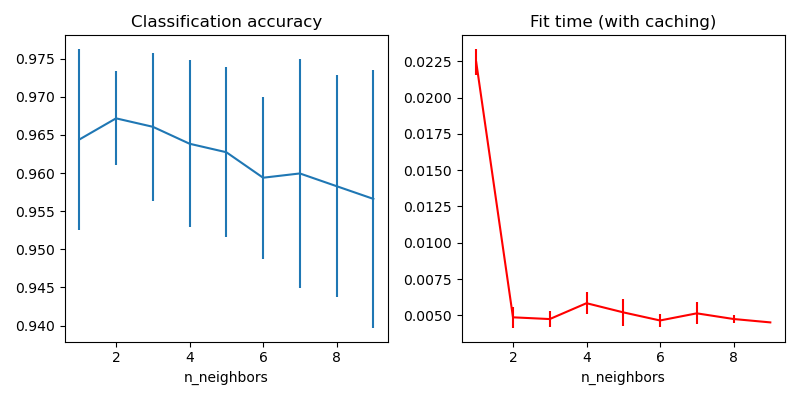 Classification accuracy
0.975
0.970
0.965
0.960
0.955
0.950
0.945
0.940
2 4 6 8
n_neighbors
Fit time (with caching)
0.0225
0.0200
0.0175
0.0150
0.0125
0.0100
0.0075
0.0050
2 4 6 8
n_neighbors